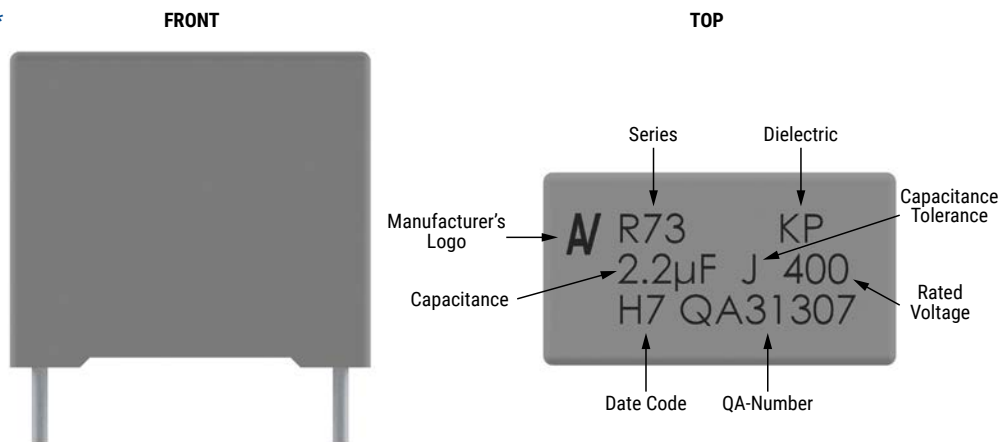 *
FRONT
TOP
Series
Dielectric
Capacitance
Tolerance
Manufacturer's
Logo
R73 KP
2.2µF J 400
H7 QA31307
Capacitance
Rated
Voltage
Date Code
QA-Number